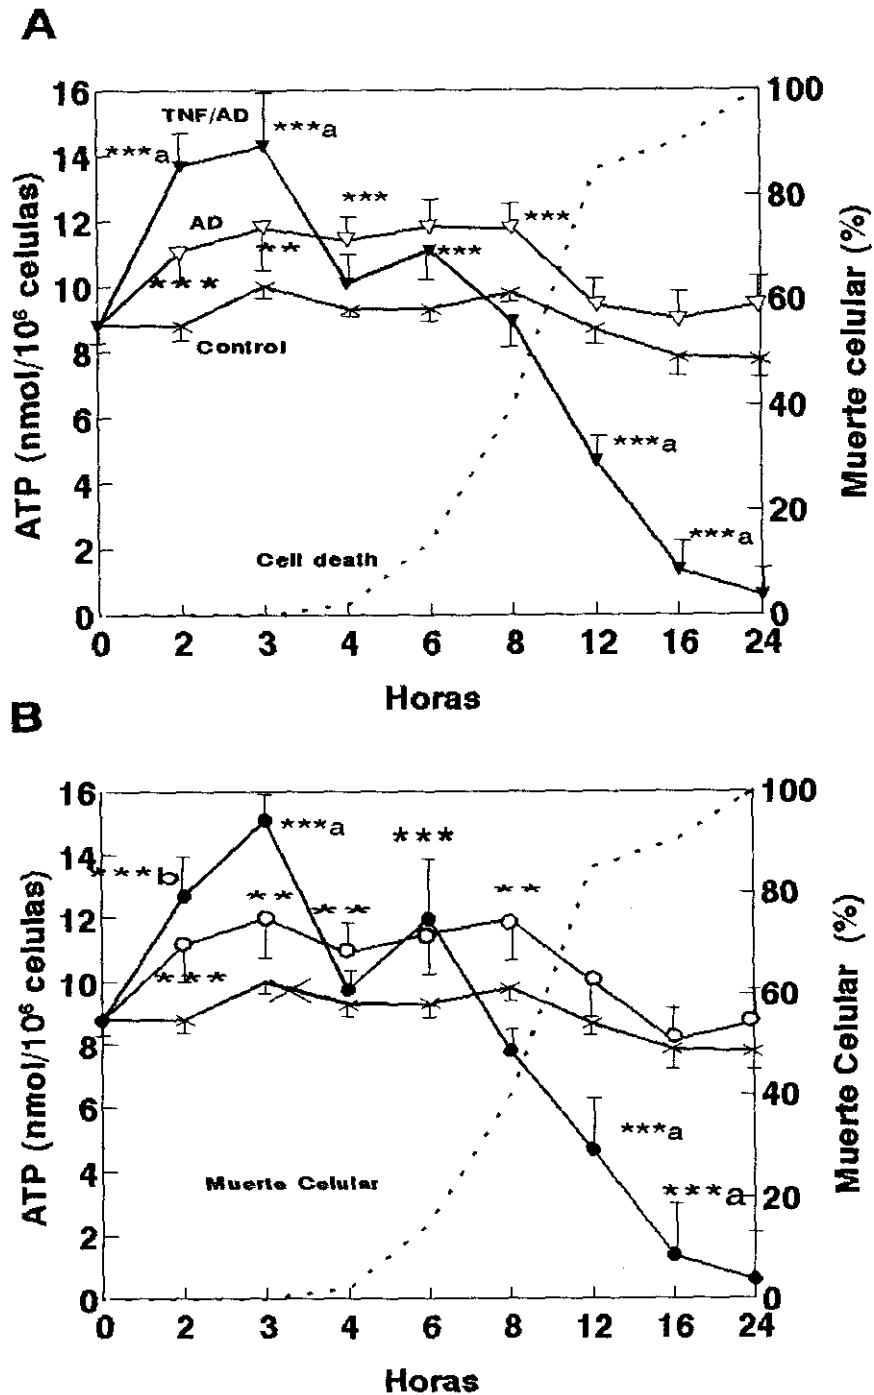 A
16
14
12
10
8
6
4
2
0
ATP (nmol/10⁶ celulas)
100
80
60
40
20
0
Muerte celular (%)
TNF/AD
***a
***a
***
***
AD
**
***
***
Control
***a
***a
Cell death
0 2 3 4 6 8 12 16 24
Horas
B
16
14
12
10
8
6
4
2
0
ATP (nmol/10⁶ celulas)
100
80
60
40
20
0
Muerte Celular (%)
***a
***
***b
**
**
**
***
***a
***a
Muerte Celular
0 2 3 4 6 8 12 16 24
Horas